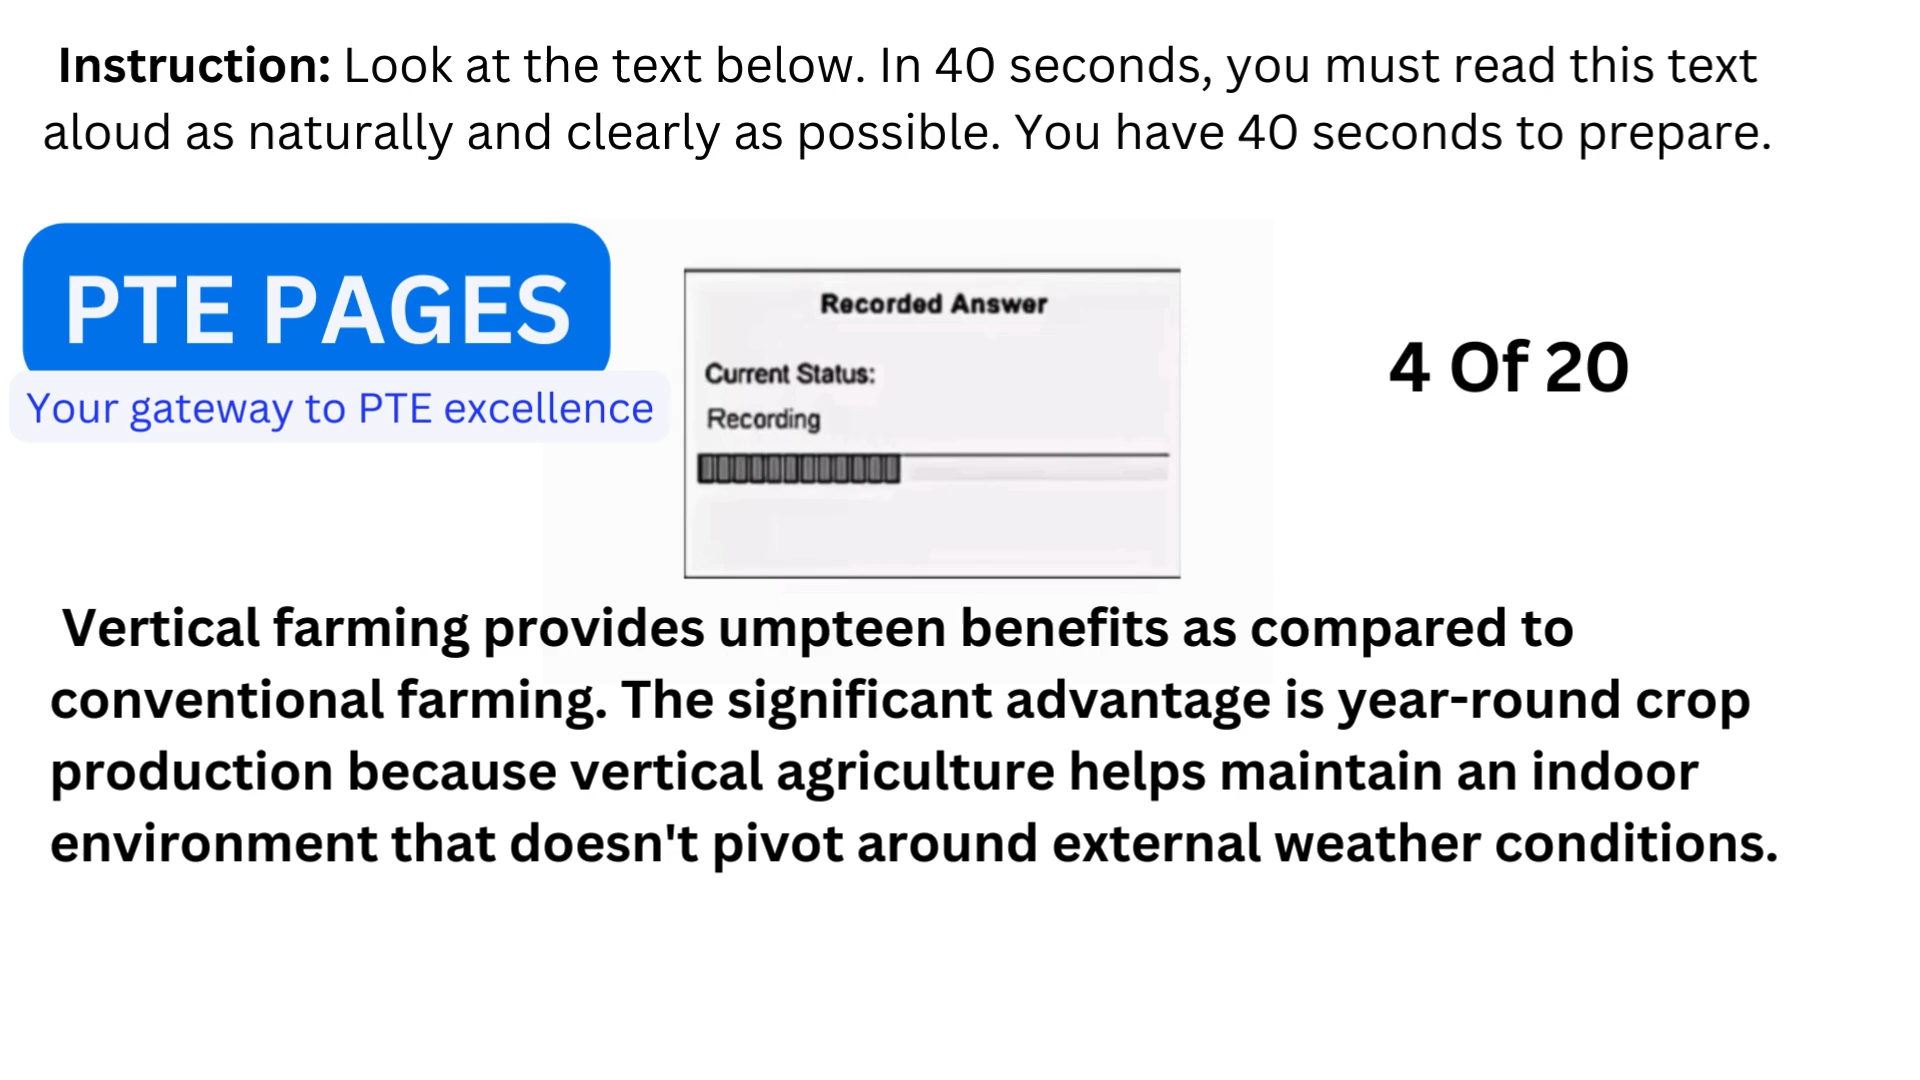 Instruction: Look at the text below. In 40 seconds, you must read this text
aloud as naturally and clearly as possible. You have 40 seconds to prepare.
PTE PAGES
Your gateway to PTE excellence
Recorded Answer
Current Status:
Recording
4 Of 20
Vertical farming provides umpteen benefits as compared to
conventional farming. The significant advantage is year-round crop
production because vertical agriculture helps maintain an indoor
environment that doesn't pivot around external weather conditions.